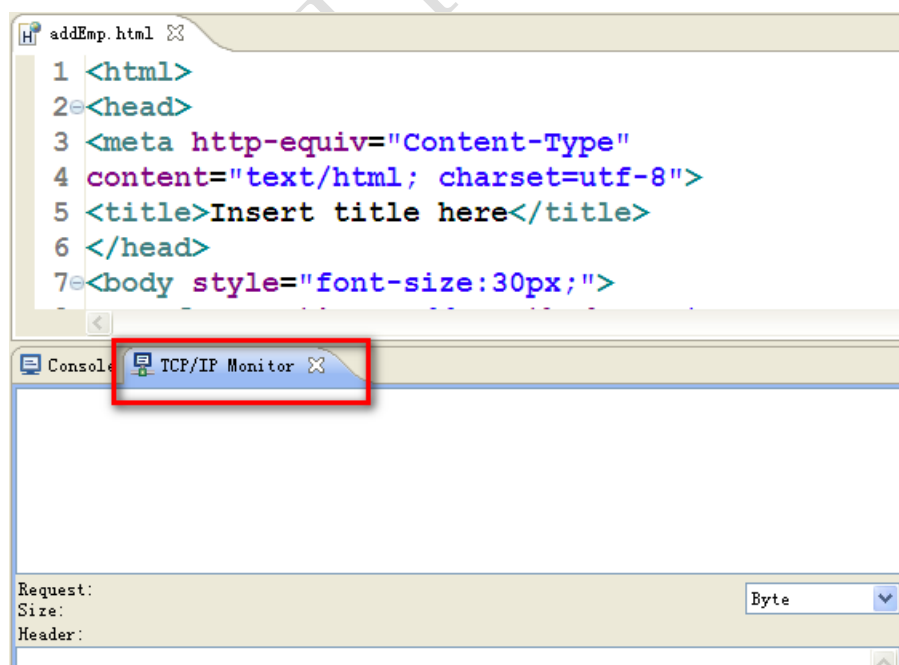 addEmp.html
1 <html>
2 <head>
3 <meta http-equiv="Content-Type"
4 content="text/html; charset=utf-8">
5 <title>Insert title here</title>
6 </head>
7 <body style="font-size:30px;">
Console TCP/IP Monitor
Request:
Size:
Byte
Header: